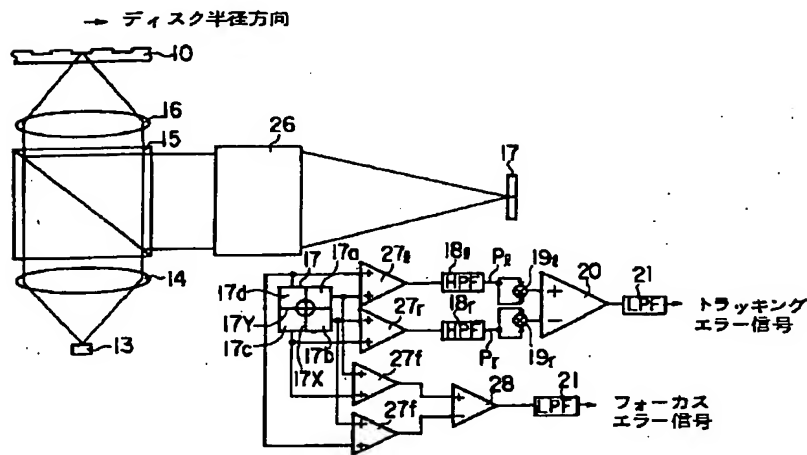 → ディスク半径方向
10
16
15
26
17
14
13
17
17a
17d
17Y
17c
17X
17b
27ℓ
18ℓ
HPF
Pℓ
19ℓ
20
21
LPF
トラッキング
エラー信号
27r
18r
HPF
Pr
19r
27f
28
21
LPF
フォーカス
エラー信号
27f